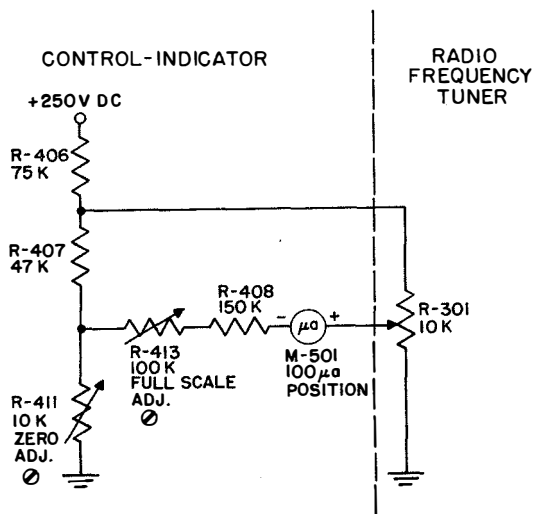 CONTROL-INDICATOR
RADIO
FREQUENCY
TUNER
+250V DC
R-406
75 K
R-407
47 K
R-408
150 K
R-413
100 K
FULL SCALE
ADJ.
- μa +
M-501
100 μa
POSITION
R-301
10 K
R-411
10 K
ZERO
ADJ.